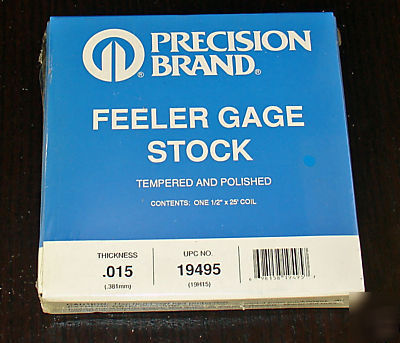 PRECISION
BRAND®
FEELER GAGE
STOCK
TEMPERED AND POLISHED
CONTENTS: ONE 1/2" x 25' COIL
THICKNESS
.015
(.381mm)
UPC NO.
19495
(19H15)